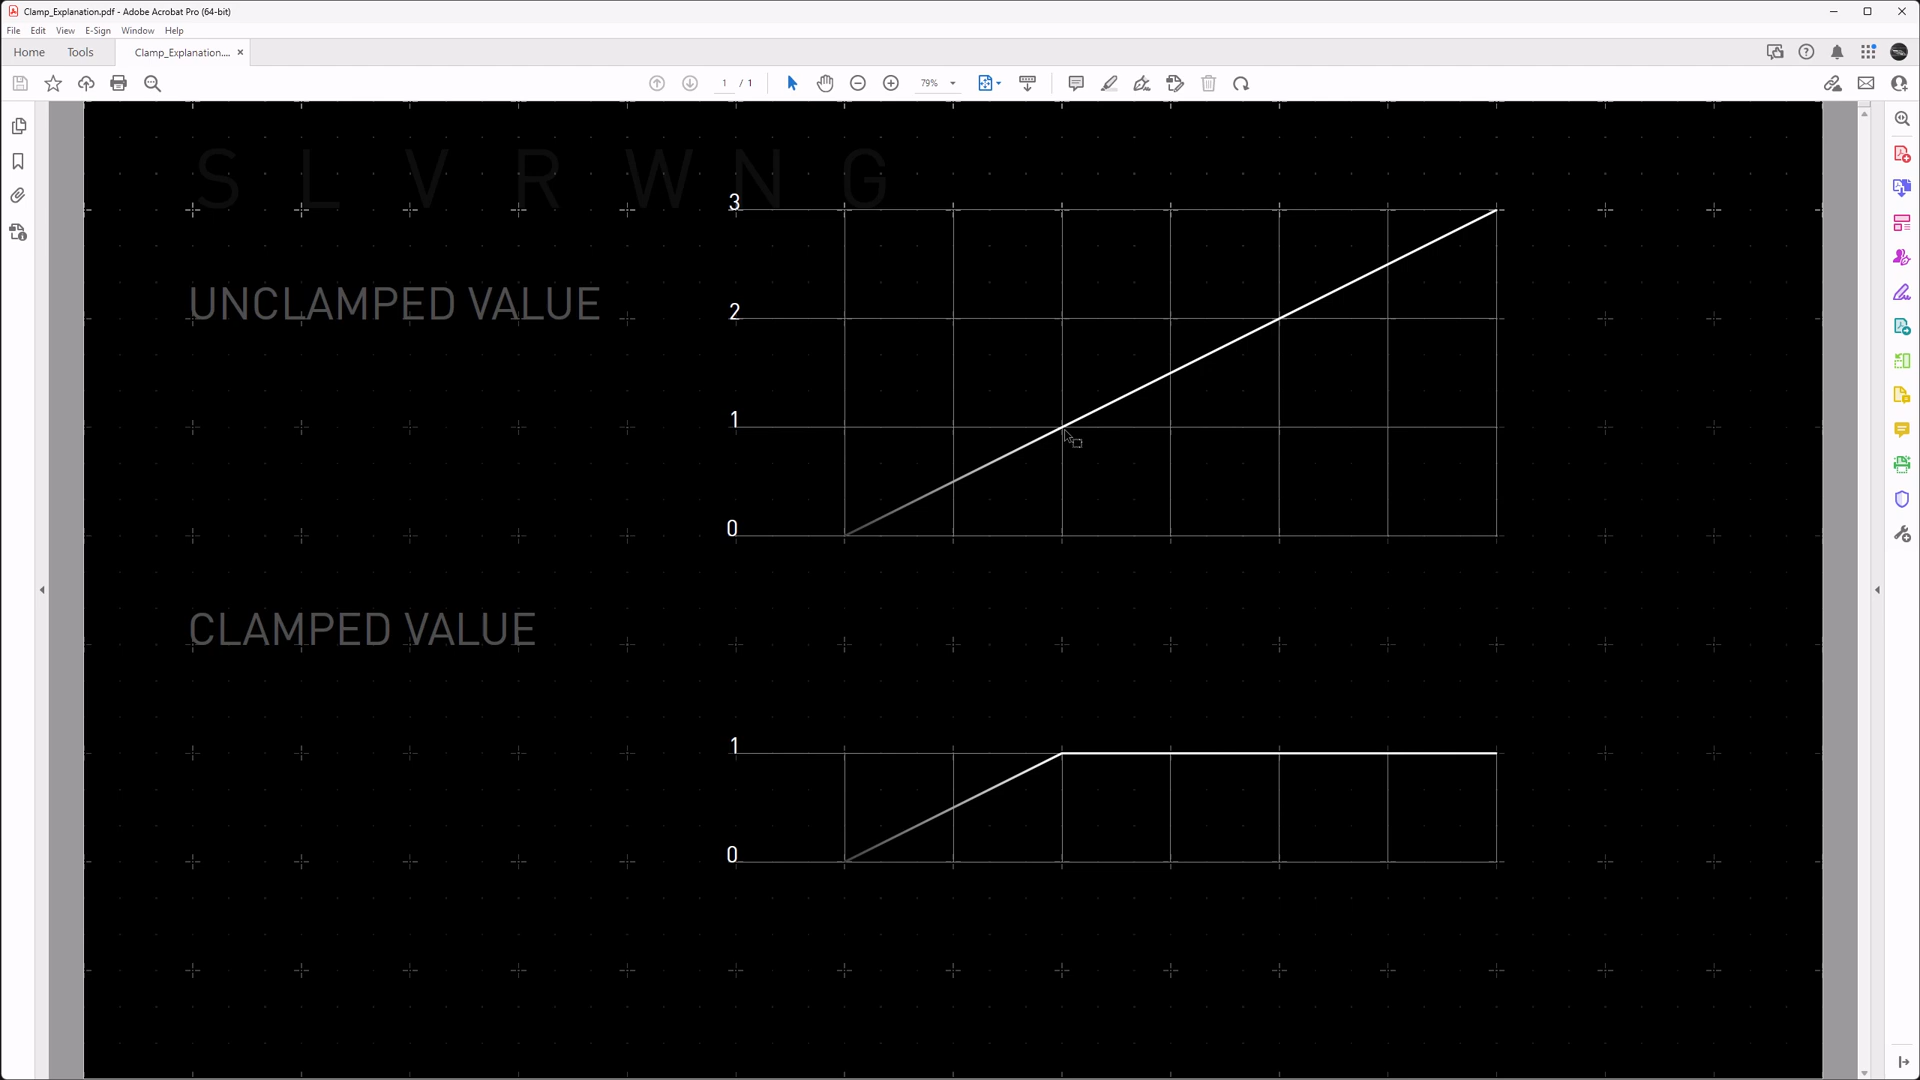 Clamp_Explanation.pdf - Adobe Acrobat Pro (64-bit)
File Edit View E-Sign Window Help
Home Tools Clamp_Explanation....
1 / 1 79%
S L V R W N G
3
UNCLAMPED VALUE
2
1
0
CLAMPED VALUE
1
0